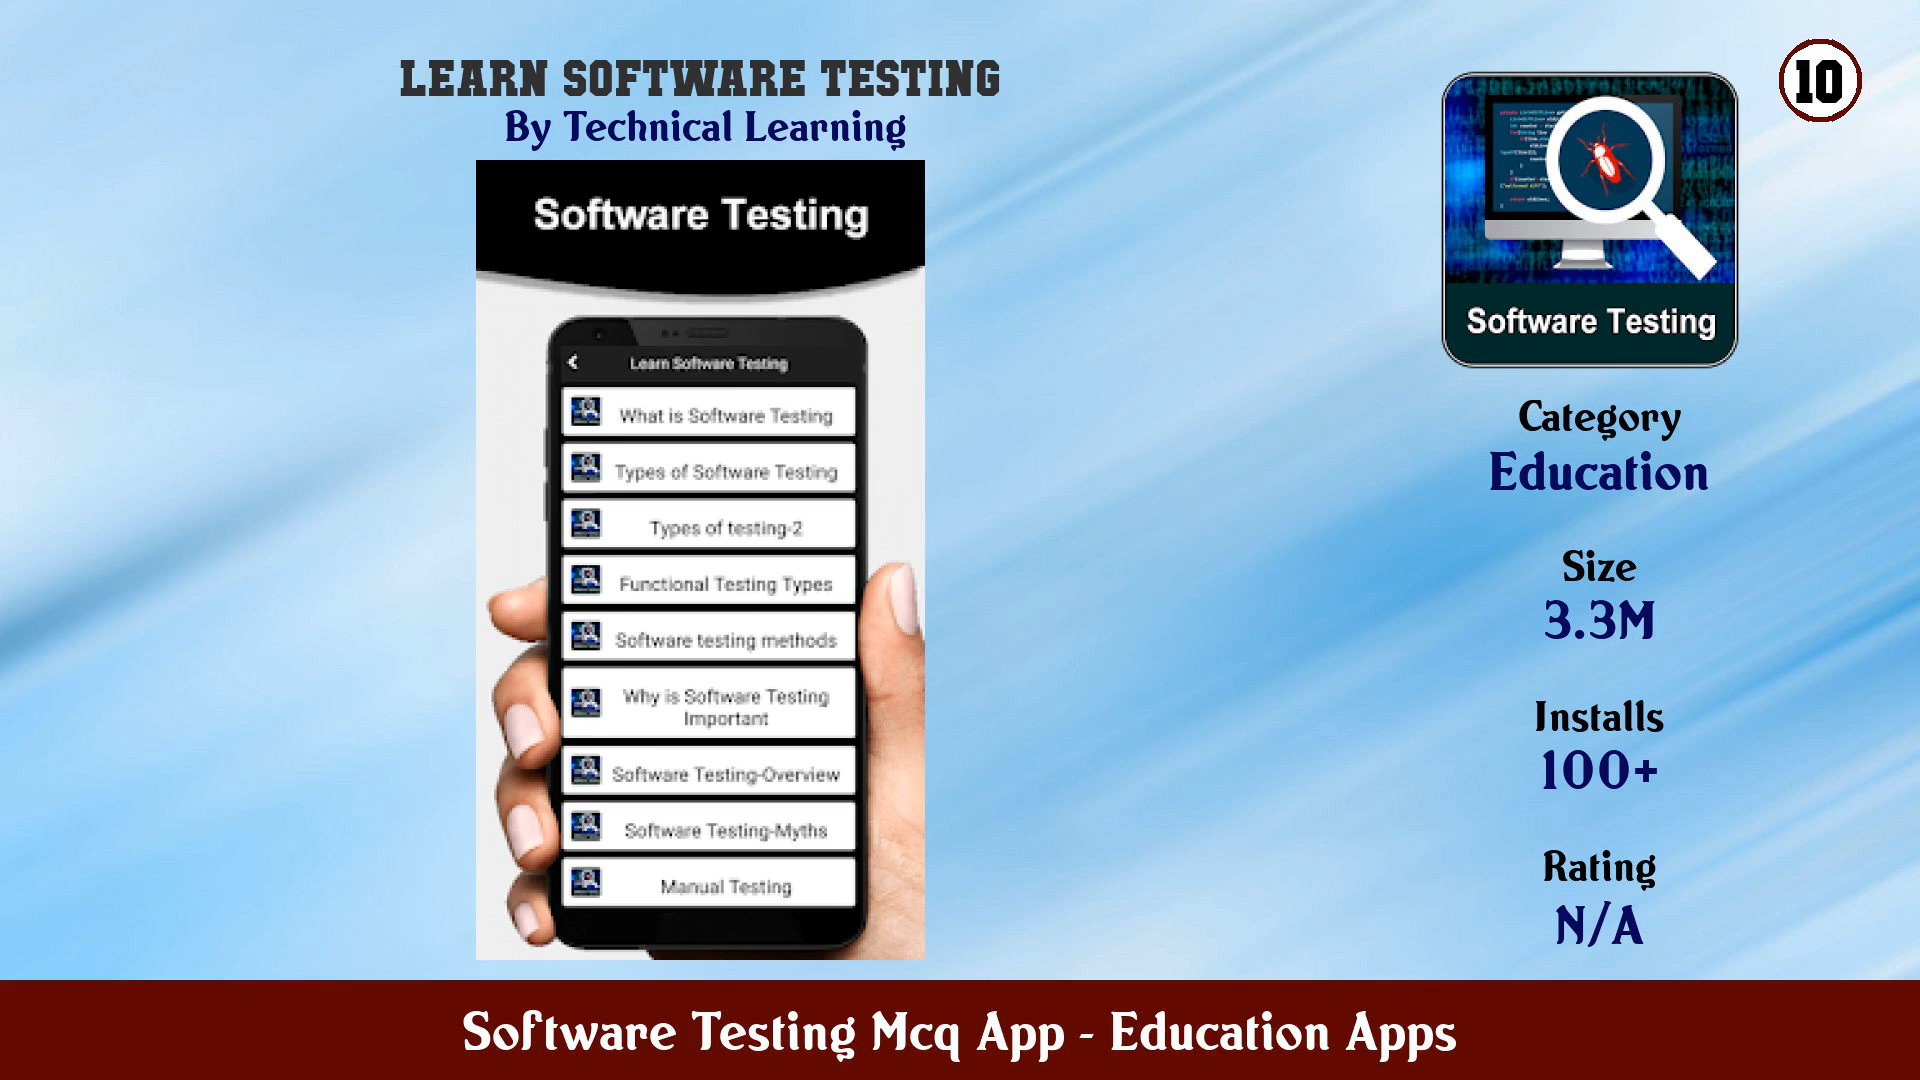 LEARN SOFTWARE TESTING
By Technical Learning
Software Testing
Learn Software Testing
What is Software Testing
Types of Software Testing
Types of testing-2
Functional Testing Types
Software testing methods
Why is Software Testing
Important
Software Testing-Overview
Software Testing-Myths
Manual Testing
10
Software Testing
Category
Education
Size
3.3M
Installs
100+
Rating
N/A
Software Testing Mcq App - Education Apps